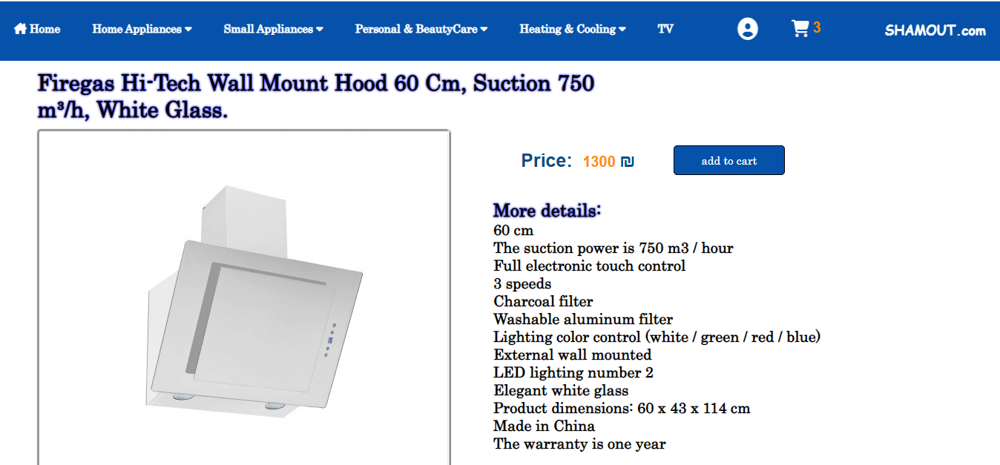 Home
Home Appliances
Small Appliances
Personal & BeautyCare
Heating & Cooling
TV
3
SHAMOUT.com
Firegas Hi-Tech Wall Mount Hood 60 Cm, Suction 750
m³/h, White Glass.
Price: 1300 ₪
add to cart
More details:
60 cm
The suction power is 750 m3 / hour
Full electronic touch control
3 speeds
Charcoal filter
Washable aluminum filter
Lighting color control (white / green / red / blue)
External wall mounted
LED lighting number 2
Elegant white glass
Product dimensions: 60 x 43 x 114 cm
Made in China
The warranty is one year